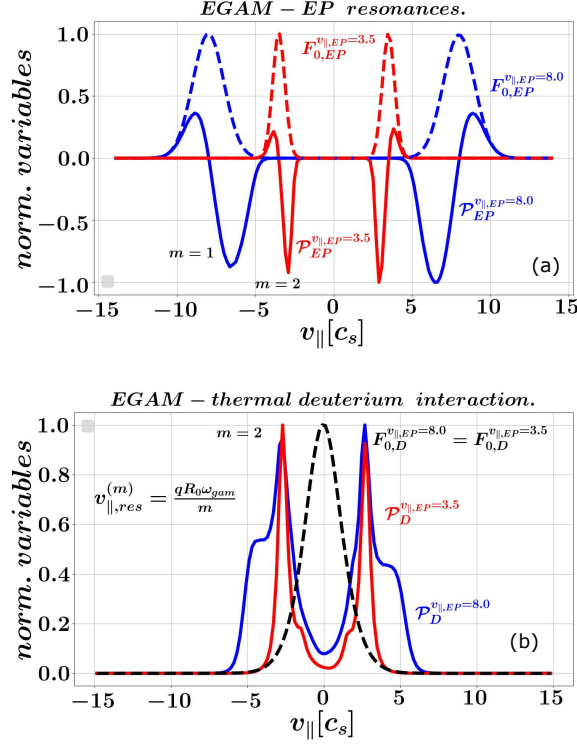 EGAM − EP resonances.
norm. variables
1.0
0.5
0.0
−0.5
−1.0
F_{0,EP}^{v_{∥,EP}=3.5}
F_{0,EP}^{v_{∥,EP}=8.0}
𝒫_{EP}^{v_{∥,EP}=3.5}
𝒫_{EP}^{v_{∥,EP}=8.0}
m = 1
m = 2
(a)
−15 −10 −5 0 5 10 15
v_∥[c_s]
EGAM − thermal deuterium interaction.
norm. variables
1.0
0.8
0.6
0.4
0.2
0.0
m = 2
F_{0,D}^{v_{∥,EP}=8.0} = F_{0,D}^{v_{∥,EP}=3.5}
v_{∥,res}^{(m)} = \frac{qR_0ω_{gam}}{m}
𝒫_D^{v_{∥,EP}=3.5}
𝒫_D^{v_{∥,EP}=8.0}
(b)
−15 −10 −5 0 5 10 15
v_∥[c_s]